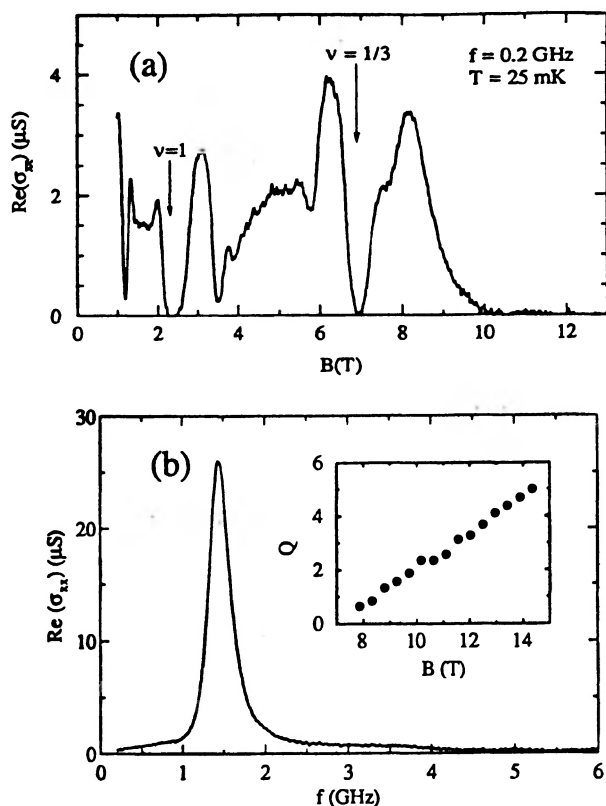 (a)
ν = 1/3
f = 0.2 GHz
T = 25 mK
ν=1
Re(σxx) (μS)
4
2
0
0 2 4 6 8 10 12
B(T)
(b)
30
20
10
0
Re (σxx) (μS)
6
4
2
0
Q
8 10 12 14
B (T)
0 1 2 3 4 5 6
f (GHz)